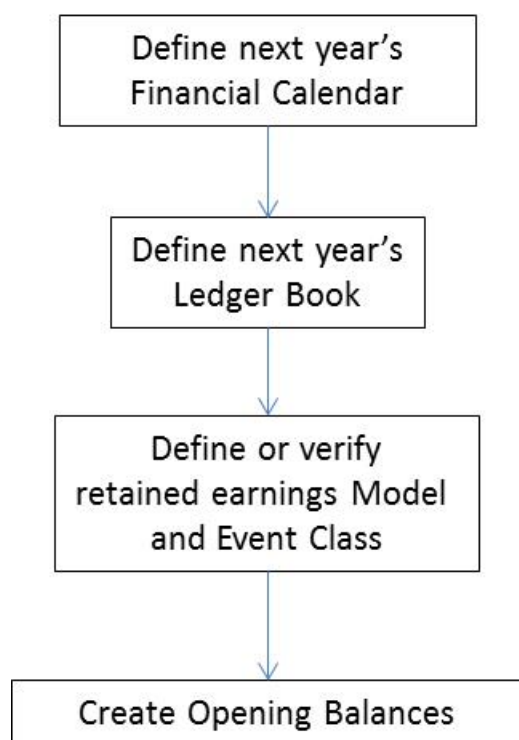 Define next year’s
Financial Calendar
Define next year’s
Ledger Book
Define or verify
retained earnings Model
and Event Class
Create Opening Balances